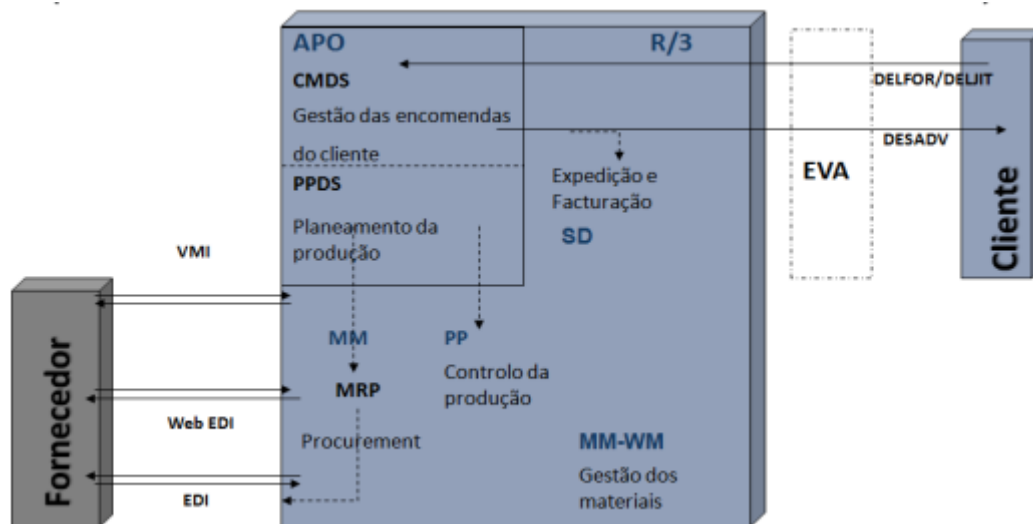 APO
R/3
CMDS
Gestão das encomendas
do cliente
PPDS
Planeamento da
produção
DELFOR/DELJIT
DESADV
EVA
Cliente
Expedição e
Facturação
SD
VMI
Fornecedor
MM
PP
MRP
Controlo da
produção
Web EDI
Procurement
MM-WM
Gestão dos
materiais
EDI